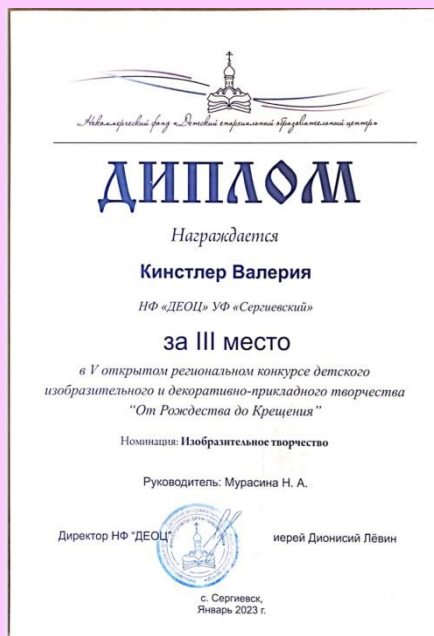 Некоммерческий фонд «Детский епархиальный образовательный центр»
ДИПЛОМ
Награждается
Кинстлер Валерия
НФ «ДЕОЦ» УФ «Сергиевский»
за III место
в V открытом региональном конкурсе детского
изобразительного и декоративно-прикладного творчества
“От Рождества до Крещения”
Номинация: Изобразительное творчество
Руководитель: Мурасина Н. А.
Директор НФ "ДЕОЦ" иерей Дионисий Лёвин
с. Сергиевск,
Январь 2023 г.